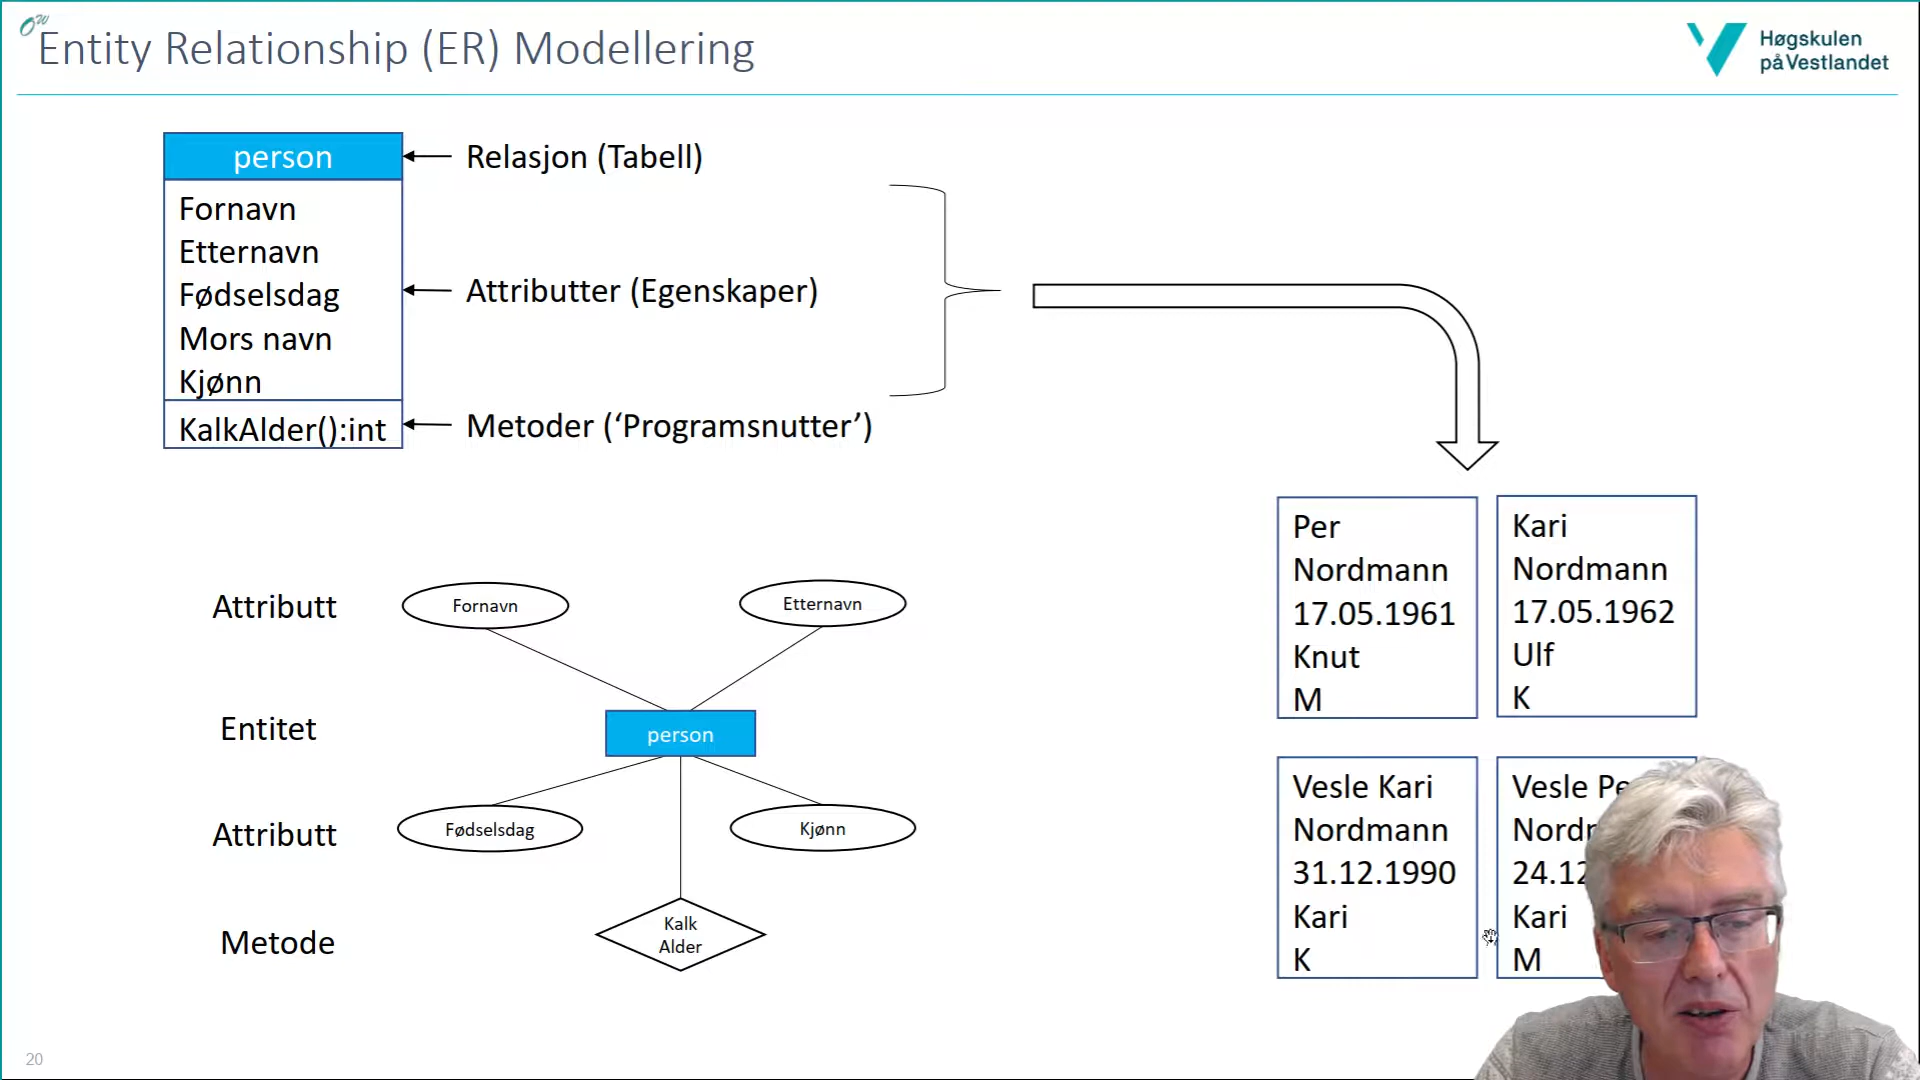 OW
Entity Relationship (ER) Modellering
Høgskulen
på Vestlandet
person
Relasjon (Tabell)
Fornavn
Etternavn
Fødselsdag
Mors navn
Kjønn
Attributter (Egenskaper)
KalkAlder():int
Metoder (‘Programsnutter’)
Attributt
Fornavn
Etternavn
Entitet
person
Attributt
Fødselsdag
Kjønn
Metode
Kalk
Alder
Per
Nordmann
17.05.1961
Knut
M
Kari
Nordmann
17.05.1962
Ulf
K
Vesle Kari
Nordmann
31.12.1990
Kari
K
Vesle
Kari
M
20